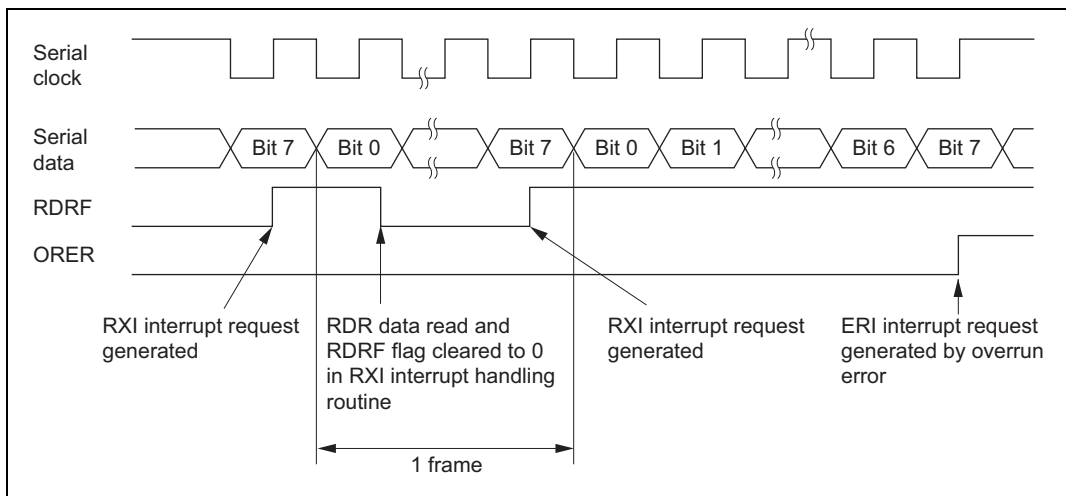 Serial
clock
Serial
data
Bit 7
Bit 0
Bit 7
Bit 0
Bit 1
Bit 6
Bit 7
RDRF
ORER
RXI interrupt request
generated
RDR data read and
RDRF flag cleared to 0
in RXI interrupt handling
routine
RXI interrupt request
generated
ERI interrupt request
generated by overrun
error
1 frame